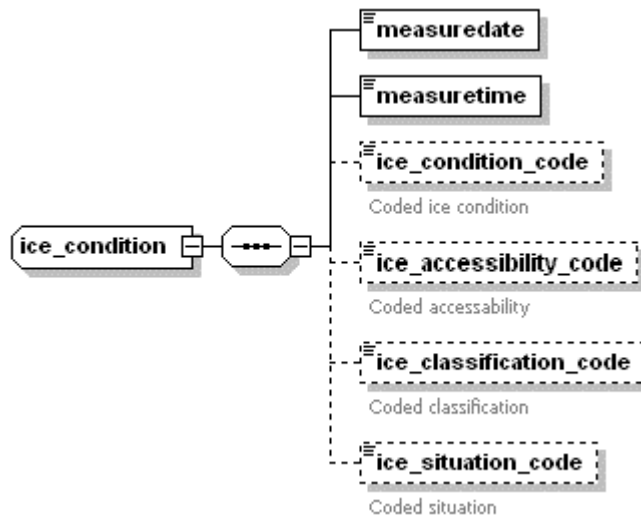 measuredate
measuretime
ice_condition_code
Coded ice condition
ice_condition
ice_accessibility_code
Coded accessability
ice_classification_code
Coded classification
ice_situation_code
Coded situation